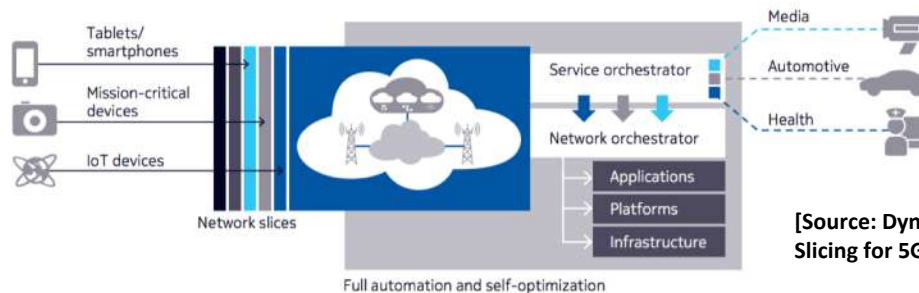 Tablets/
smartphones
Mission-critical
devices
IoT devices
Network slices
Service orchestrator
Network orchestrator
Applications
Platforms
Infrastructure
Media
Automotive
Health
[Source: Dyn
Slicing for 5G
Full automation and self-optimization